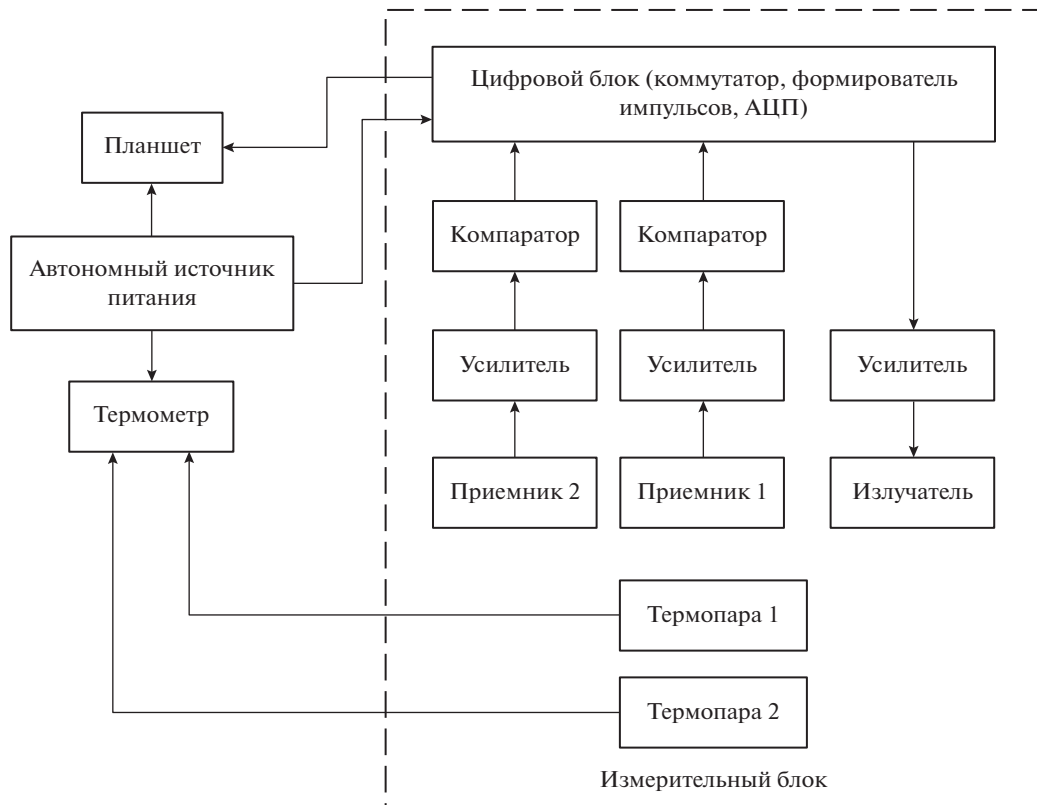 Цифровой блок (коммутатор, формирователь
импульсов, АЦП)
Планшет
Компаратор
Компаратор
Автономный источник
питания
Усилитель
Усилитель
Усилитель
Термометр
Приемник 2
Приемник 1
Излучатель
Термопара 1
Термопара 2
Измерительный блок